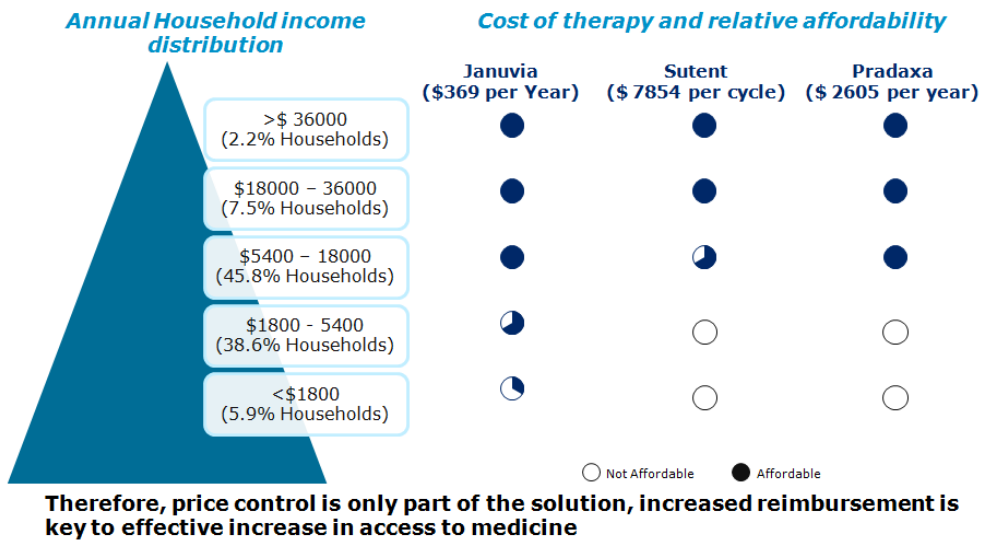 Annual Household income
distribution
Cost of therapy and relative affordability
Januvia
($369 per Year)
Sutent
($ 7854 per cycle)
Pradaxa
($ 2605 per year)
>$ 36000
(2.2% Households)
$18000 – 36000
(7.5% Households)
$5400 – 18000
(45.8% Households)
$1800 - 5400
(38.6% Households)
<$1800
(5.9% Households)
Not Affordable
Affordable
Therefore, price control is only part of the solution, increased reimbursement is
key to effective increase in access to medicine